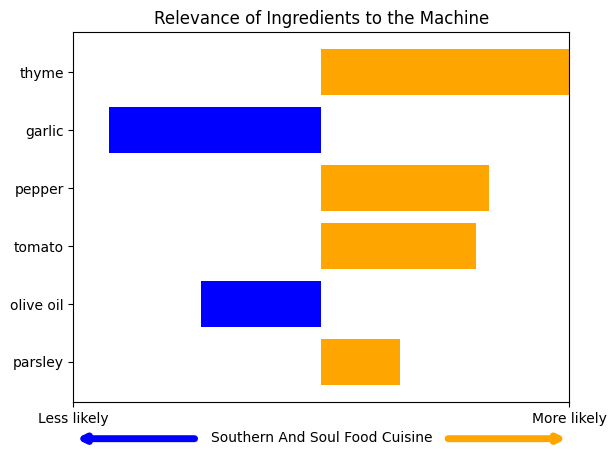 Relevance of Ingredients to the Machine
thyme
garlic
pepper
tomato
olive oil
parsley
Less likely
More likely
Southern And Soul Food Cuisine